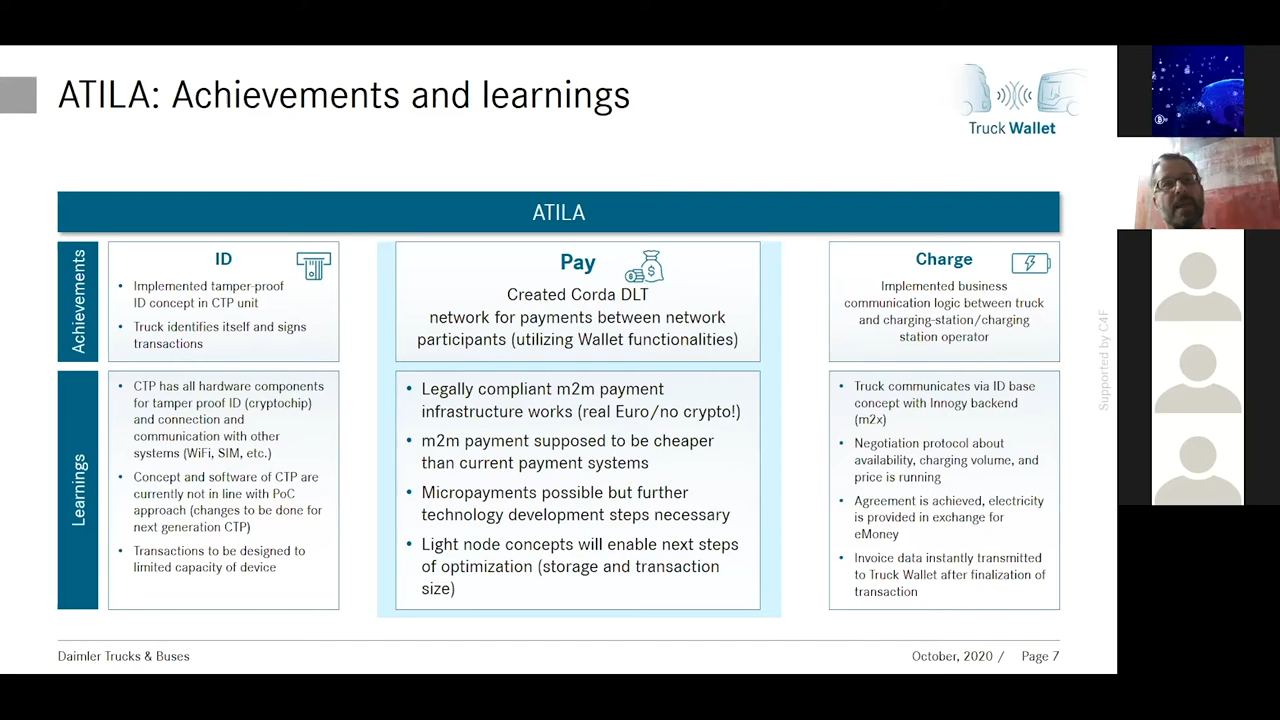 ATILA: Achievements and learnings
Truck Wallet
ATILA
Achievements
ID
• Implemented tamper-proof
ID concept in CTP unit
• Truck identifies itself and signs
transactions
Pay
Created Corda DLT
network for payments between network
participants (utilizing Wallet functionalities)
Charge
Implemented business
communication logic between truck
and charging-station/charging
station operator
Learnings
• CTP has all hardware components
for tamper proof ID (cryptochip)
and connection and
communication with other
systems (WiFi, SIM, etc.)
• Concept and software of CTP are
currently not in line with PoC
approach (changes to be done for
next generation CTP)
• Transactions to be designed to
limited capacity of device
• Legally compliant m2m payment
infrastructure works (real Euro/no crypto!)
• m2m payment supposed to be cheaper
than current payment systems
• Micropayments possible but further
technology development steps necessary
• Light node concepts will enable next steps
of optimization (storage and transaction
size)
• Truck communicates via ID base
concept with Innogy backend
(m2x)
• Negotiation protocol about
availability, charging volume, and
price is running
• Agreement is achieved, electricity
is provided in exchange for
eMoney
• Invoice data instantly transmitted
to Truck Wallet after finalization of
transaction
Supported by C4F
Daimler Trucks & Buses
October, 2020 / Page 7